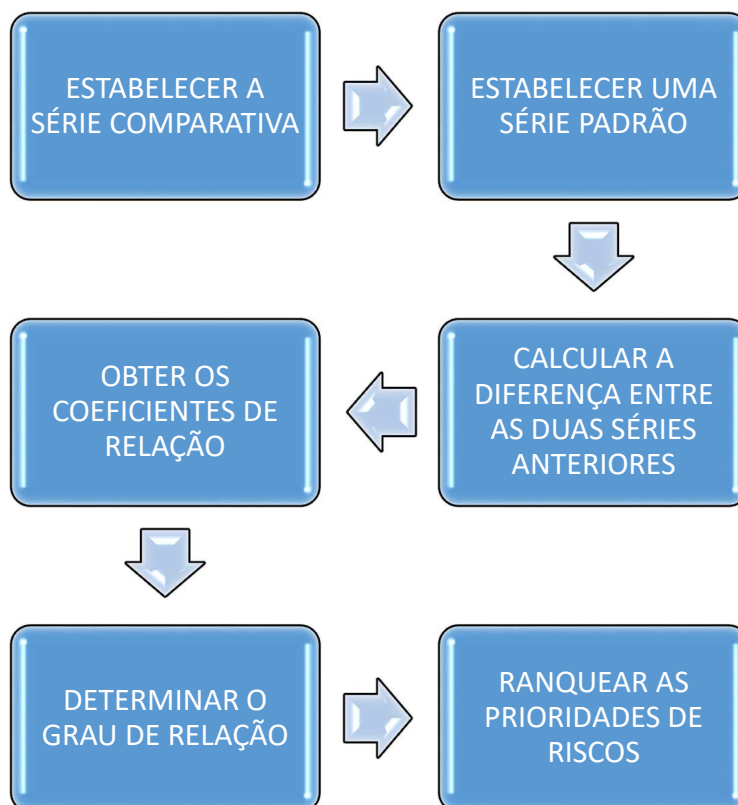 ESTABELECER A
SÉRIE COMPARATIVA
ESTABELECER UMA
SÉRIE PADRÃO
CALCULAR A
DIFERENÇA ENTRE
AS DUAS SÉRIES
ANTERIORES
OBTER OS
COEFICIENTES DE
RELAÇÃO
DETERMINAR O
GRAU DE RELAÇÃO
RANQUEAR AS
PRIORIDADES DE
RISCOS